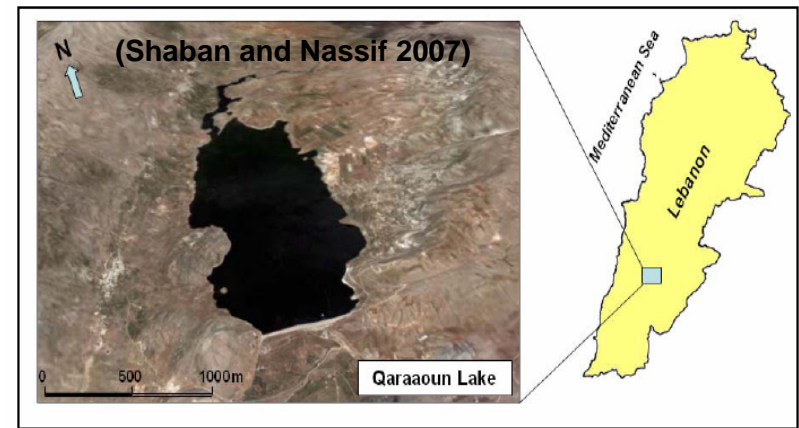 N
(Shaban and Nassif 2007)
Mediterranean Sea
Lebanon
0 500 1000m
Qaraaoun Lake